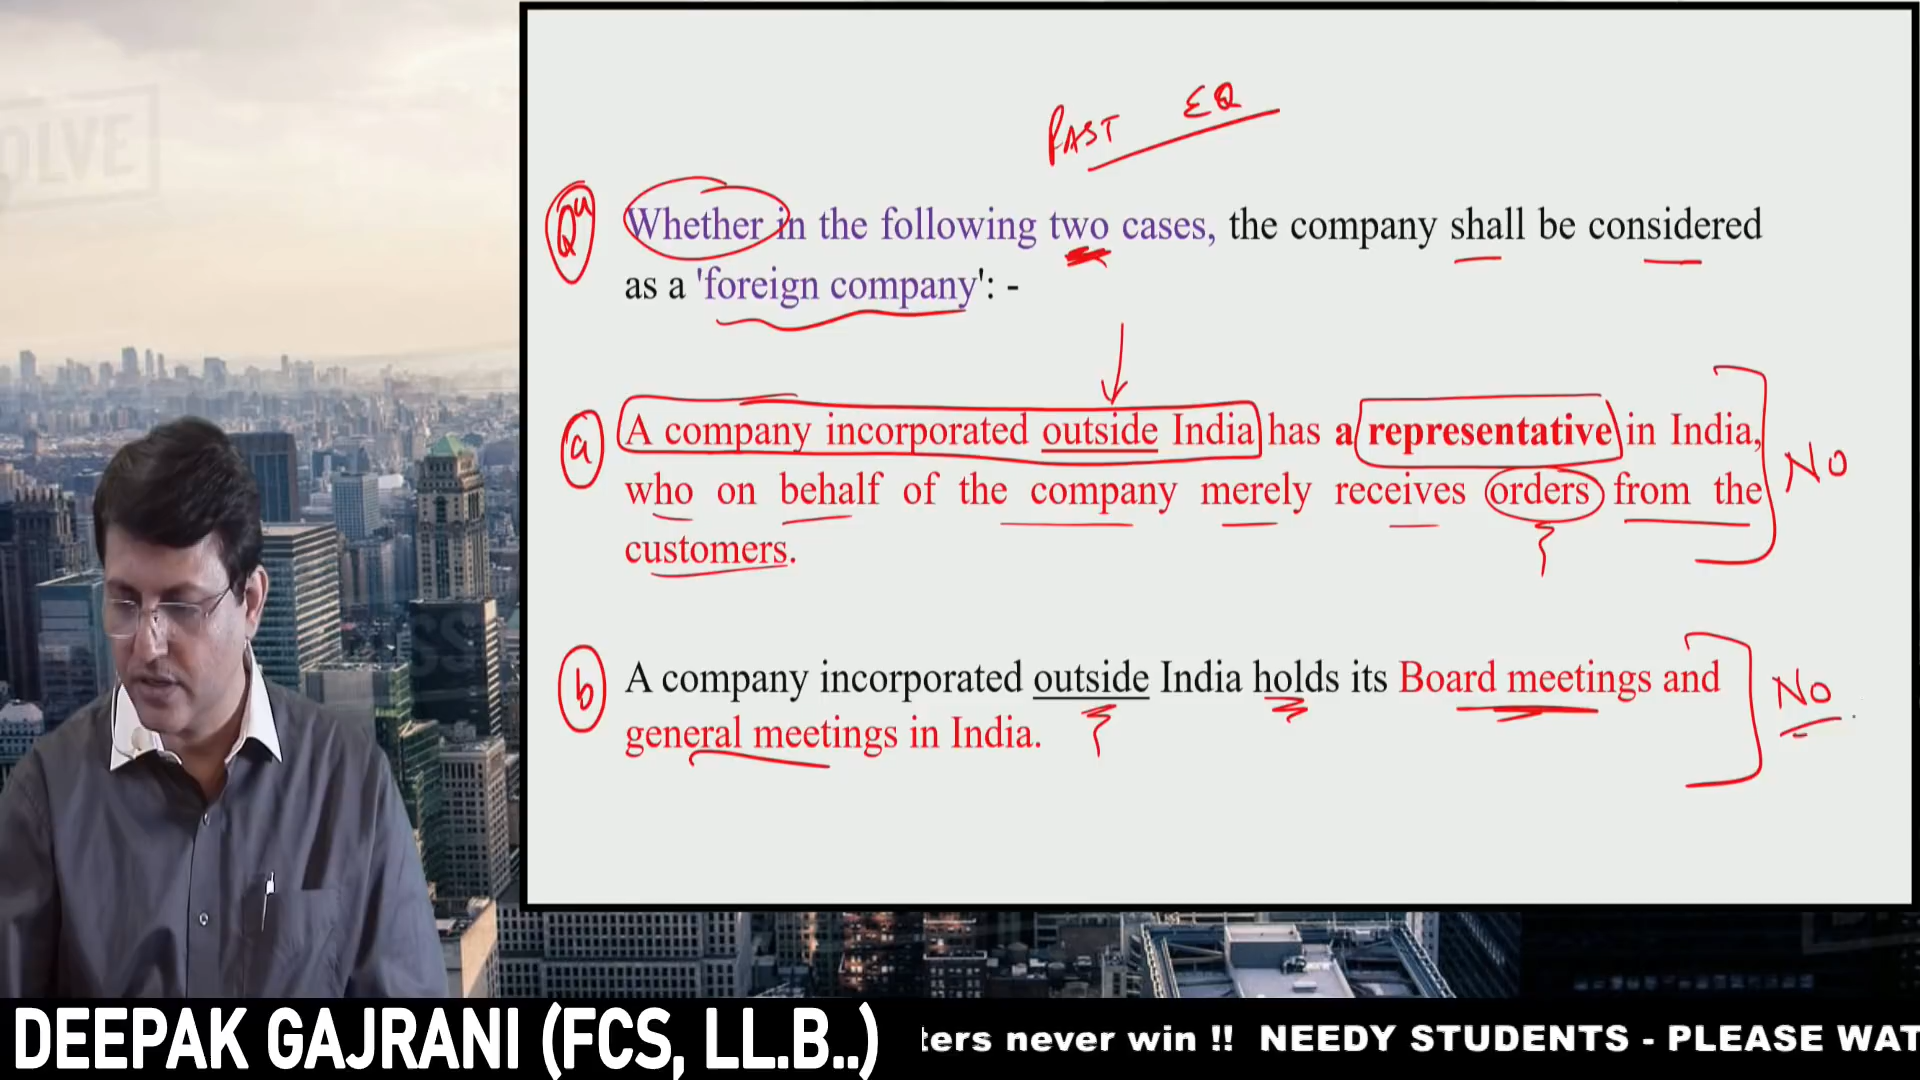 OLVE
PAST EQ
Qu
Whether in the following two cases, the company shall be considered
as a 'foreign company': -
a
A company incorporated outside India has a representative in India,
who on behalf of the company merely receives orders from the
customers.
NO
b
A company incorporated outside India holds its Board meetings and
general meetings in India.
NO
DEEPAK GAJRANI (FCS, LL.B..)
ters never win !! NEEDY STUDENTS - PLEASE WAT